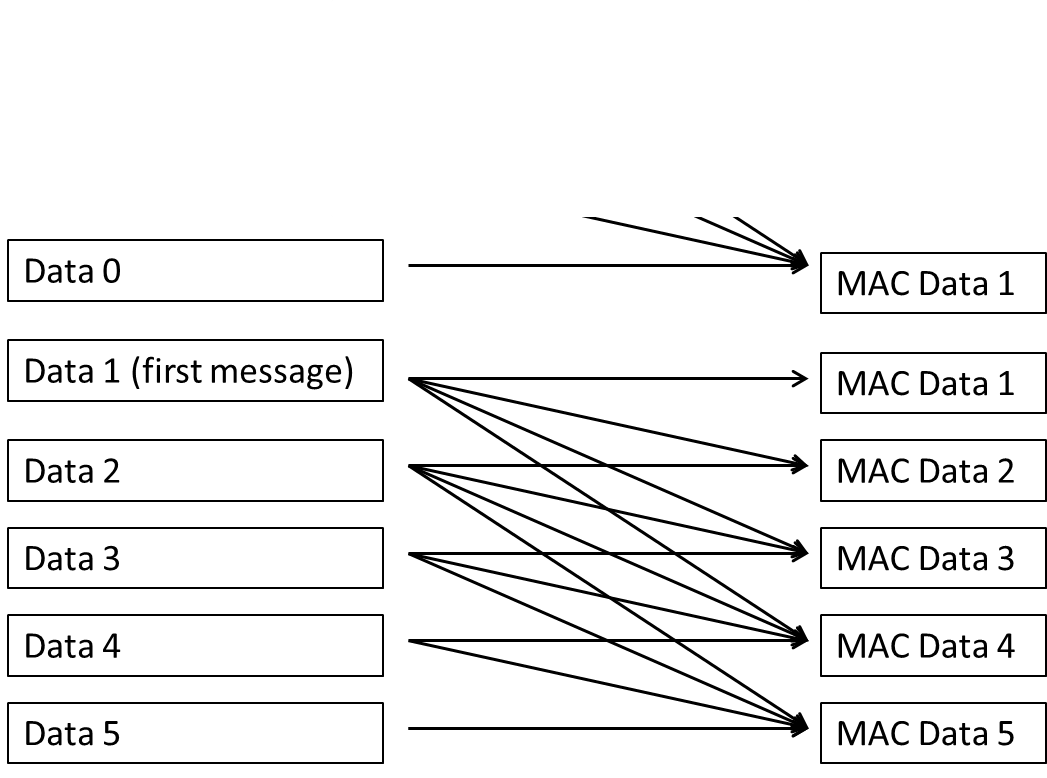 Data 0
MAC Data 1
Data 1 (first message)
MAC Data 1
Data 2
MAC Data 2
Data 3
MAC Data 3
Data 4
MAC Data 4
Data 5
MAC Data 5